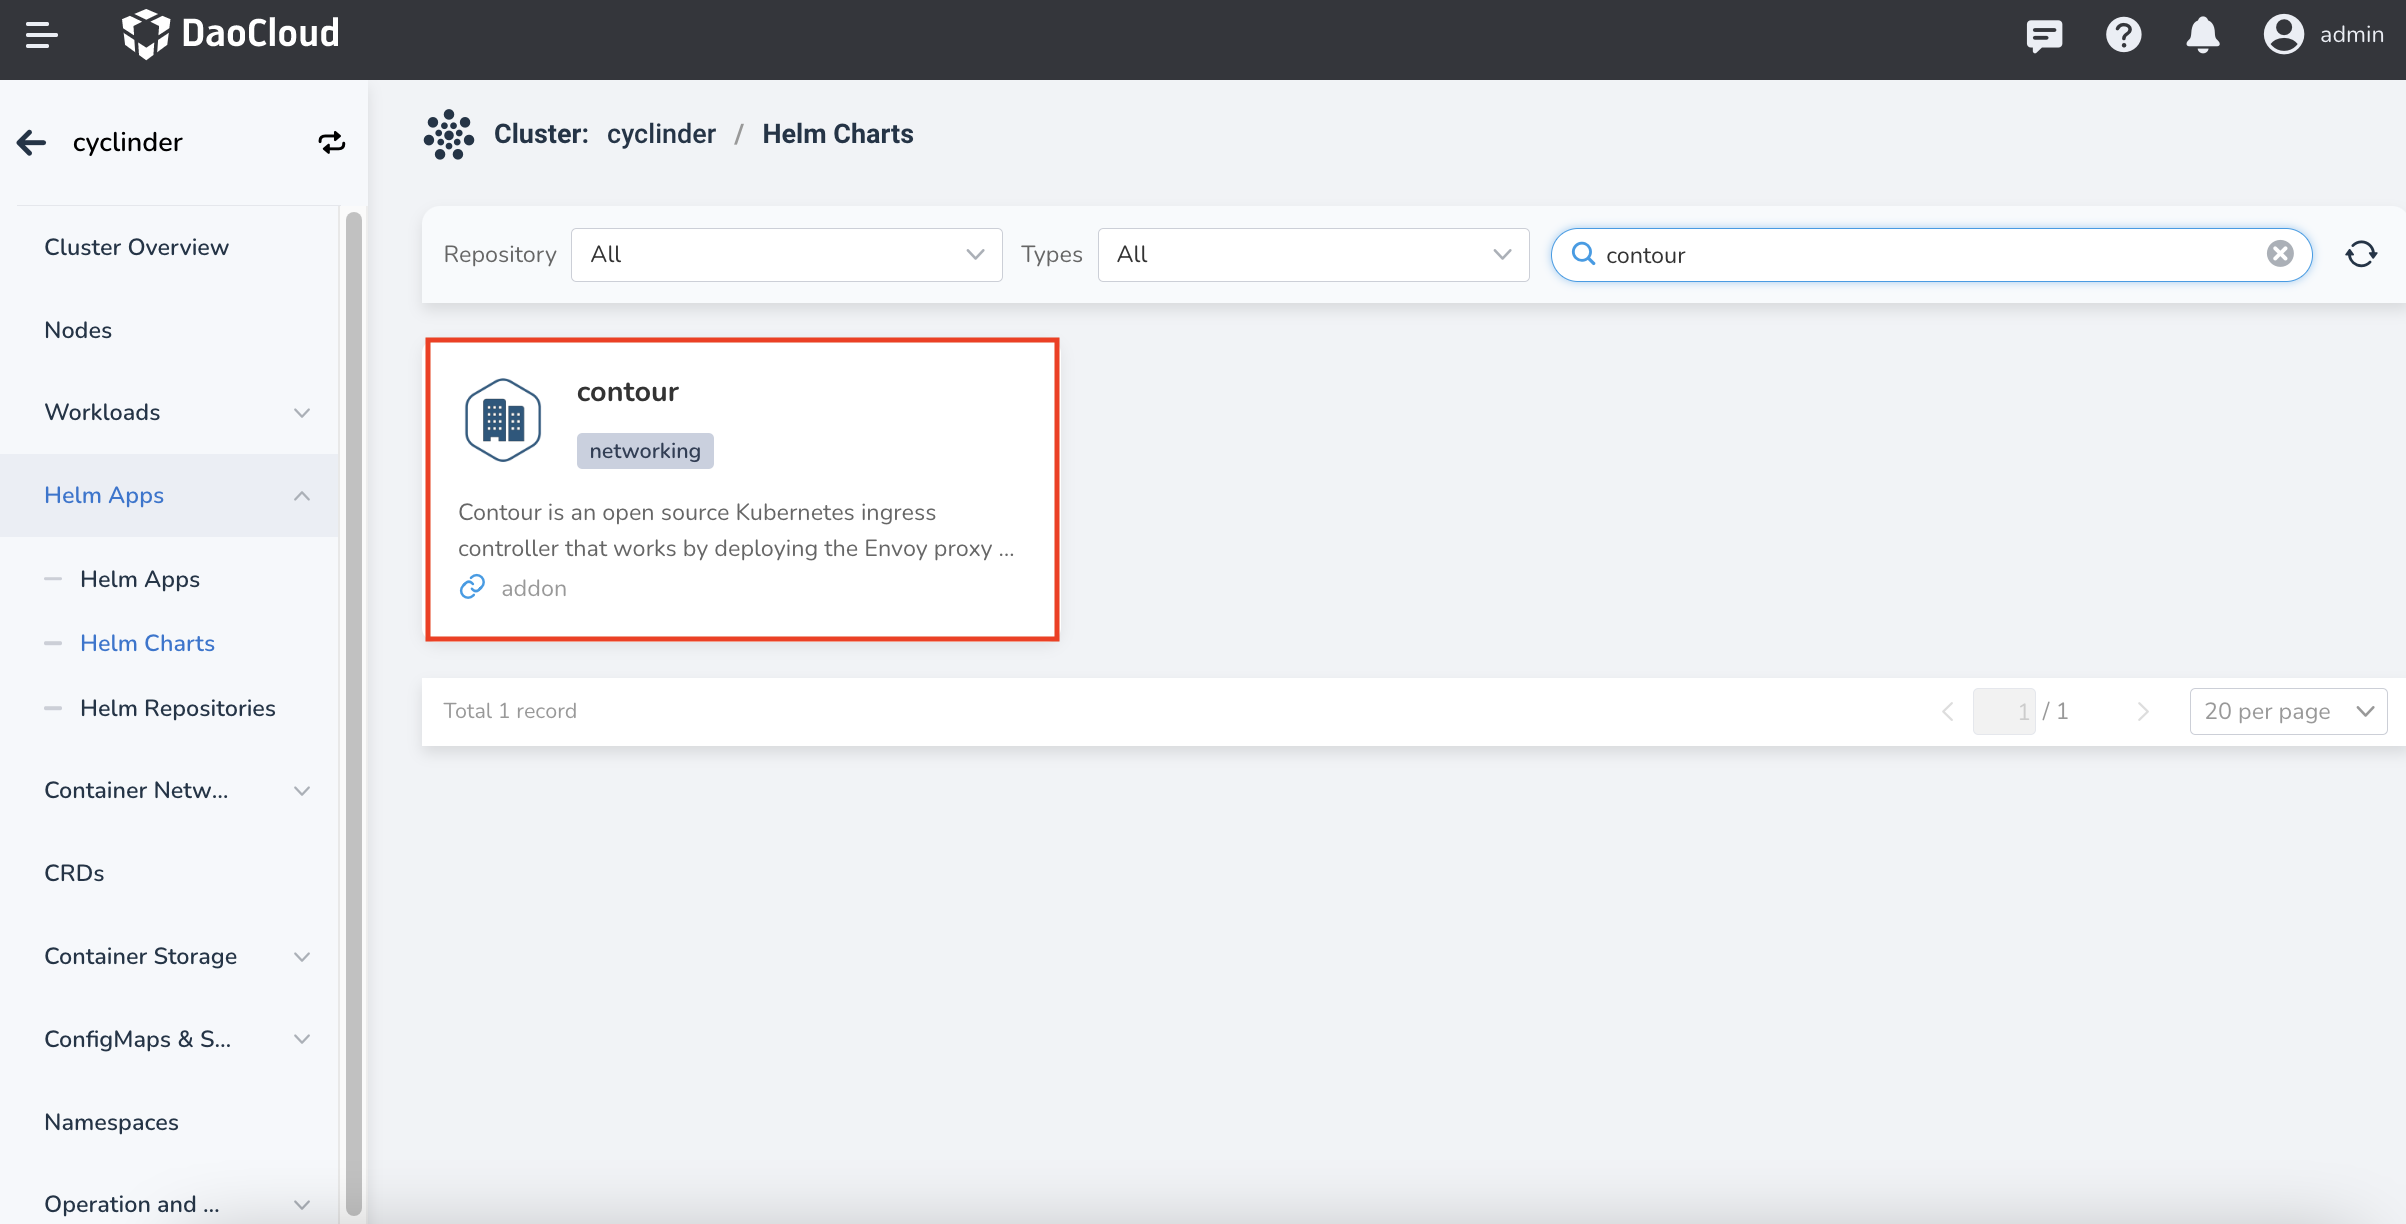 DaoCloud
admin
cyclinder
Cluster: cyclinder / Helm Charts
Cluster Overview
Nodes
Workloads
Helm Apps
Helm Apps
Helm Charts
Helm Repositories
Container Netw...
CRDs
Container Storage
ConfigMaps & S...
Namespaces
Operation and ...
Repository All Types All contour
contour
networking
Contour is an open source Kubernetes ingress
controller that works by deploying the Envoy proxy ...
addon
Total 1 record 1 / 1 20 per page